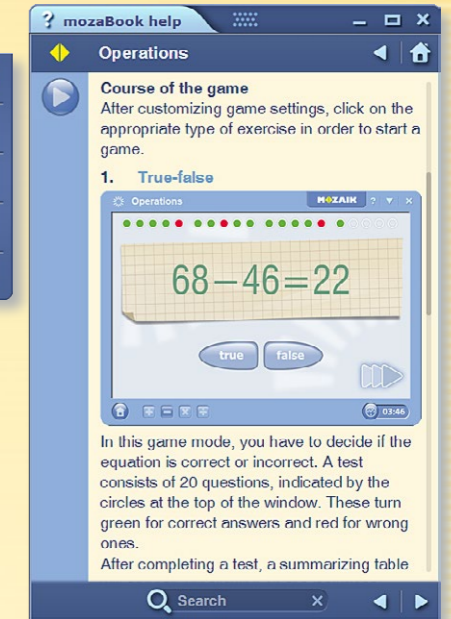 ? mozaBook help
Operations
Course of the game
After customizing game settings, click on the
appropriate type of exercise in order to start a
game.
1. True-false
Operations
MOZAIK ?
68−46=22
true false
03:46
In this game mode, you have to decide if the
equation is correct or incorrect. A test
consists of 20 questions, indicated by the
circles at the top of the window. These turn
green for correct answers and red for wrong
ones.
After completing a test, a summarizing table
Search